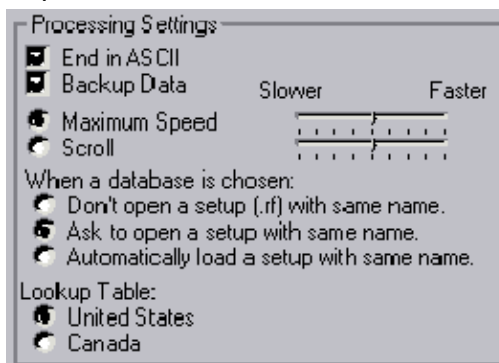 Processing Settings
End in ASCII
Backup Data
Slower Faster
Maximum Speed
Scroll
When a database is chosen:
Don't open a setup (.rf) with same name.
Ask to open a setup with same name.
Automatically load a setup with same name.
Lookup Table:
United States
Canada